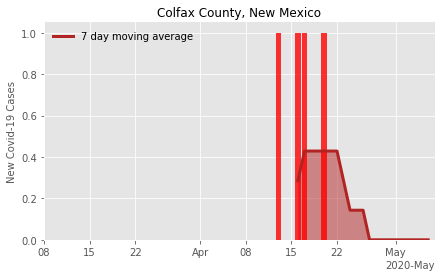 Colfax County, New Mexico
7 day moving average
New Covid-19 Cases
1.0
0.8
0.6
0.4
0.2
0.0
08 15 22 Apr 08 15 22 May
2020-May